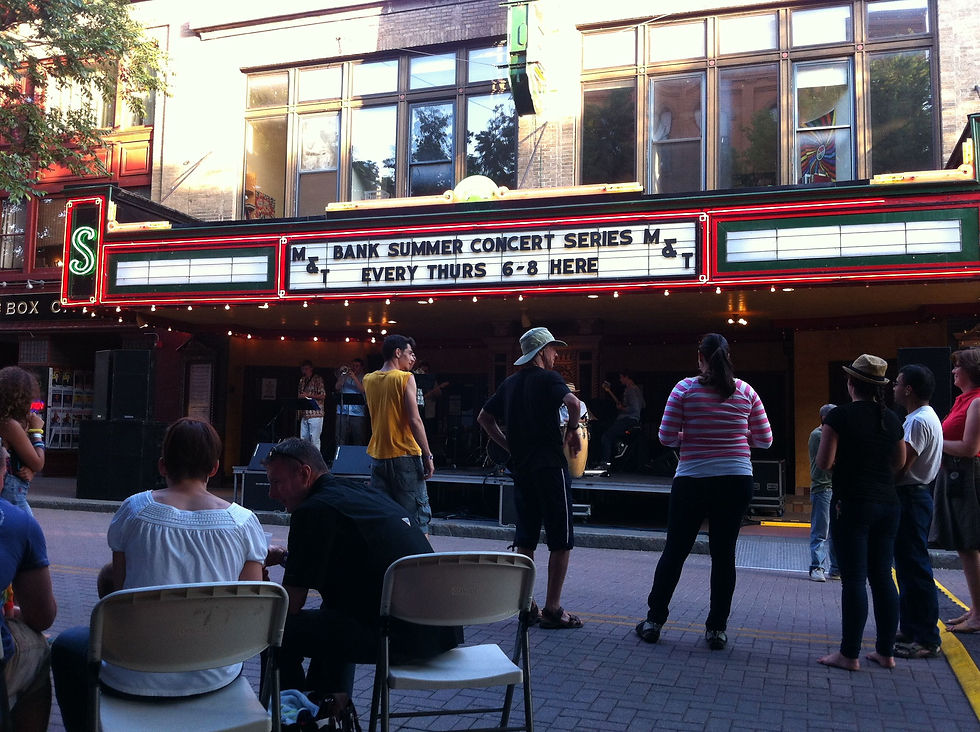 S
M&T BANK SUMMER CONCERT SERIES M&T
EVERY THURS 6-8 HERE
BOX